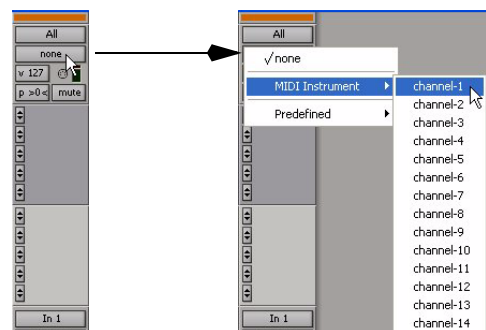 All
none
v 127
p >0< mute
In 1
All
√none
MIDI Instrument
Predefined
channel-1
channel-2
channel-3
channel-4
channel-5
channel-6
channel-7
channel-8
channel-9
channel-10
channel-11
channel-12
channel-13
channel-14
In 1